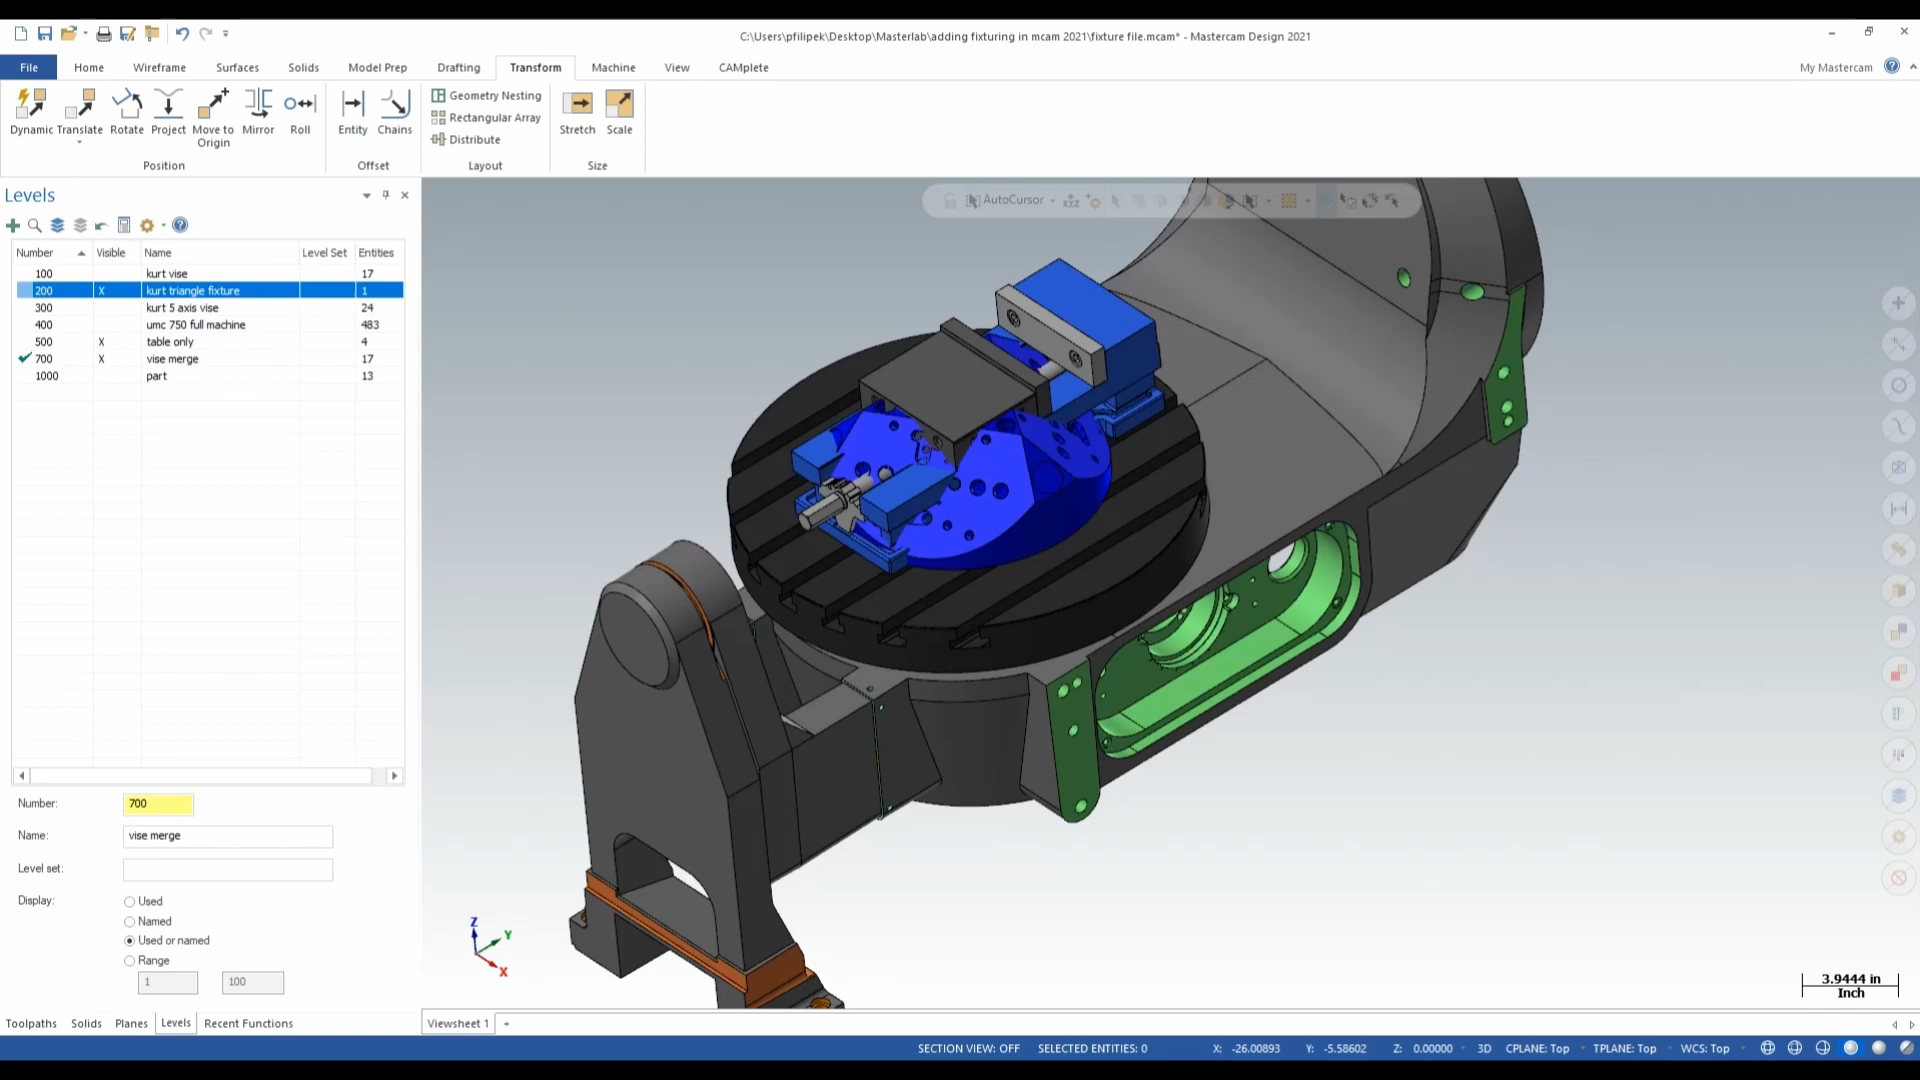 C:\Users\pfilipek\Desktop\Masterlab\adding fixturing in mcam 2021\fixture file.mcam* - Mastercam Design 2021
File Home Wireframe Surfaces Solids Model Prep Drafting Transform Machine View CAMplete My Mastercam
Dynamic Translate Rotate Project Move to Origin Mirror Roll
Position
Entity Chains
Offset
Geometry Nesting
Rectangular Array
Distribute
Layout
Stretch Scale
Size
Levels
AutoCursor
Number Visible Name Level Set Entities
100 kurt vise 17
200 X kurt triangle fixture 1
300 kurt 5 axis vise 24
400 umc 750 full machine 483
500 X table only 4
700 X vise merge 17
1000 part 13
Number: 700
Name: vise merge
Level set:
Display: Used
Named
Used or named
Range
1 100
Z
Y
X
3.9444 in
Inch
Toolpaths Solids Planes Levels Recent Functions
Viewsheet 1 +
SECTION VIEW: OFF SELECTED ENTITIES: 0 X: -26.00893 Y: -5.58602 Z: 0.00000 3D CPLANE: Top TPLANE: Top WCS: Top